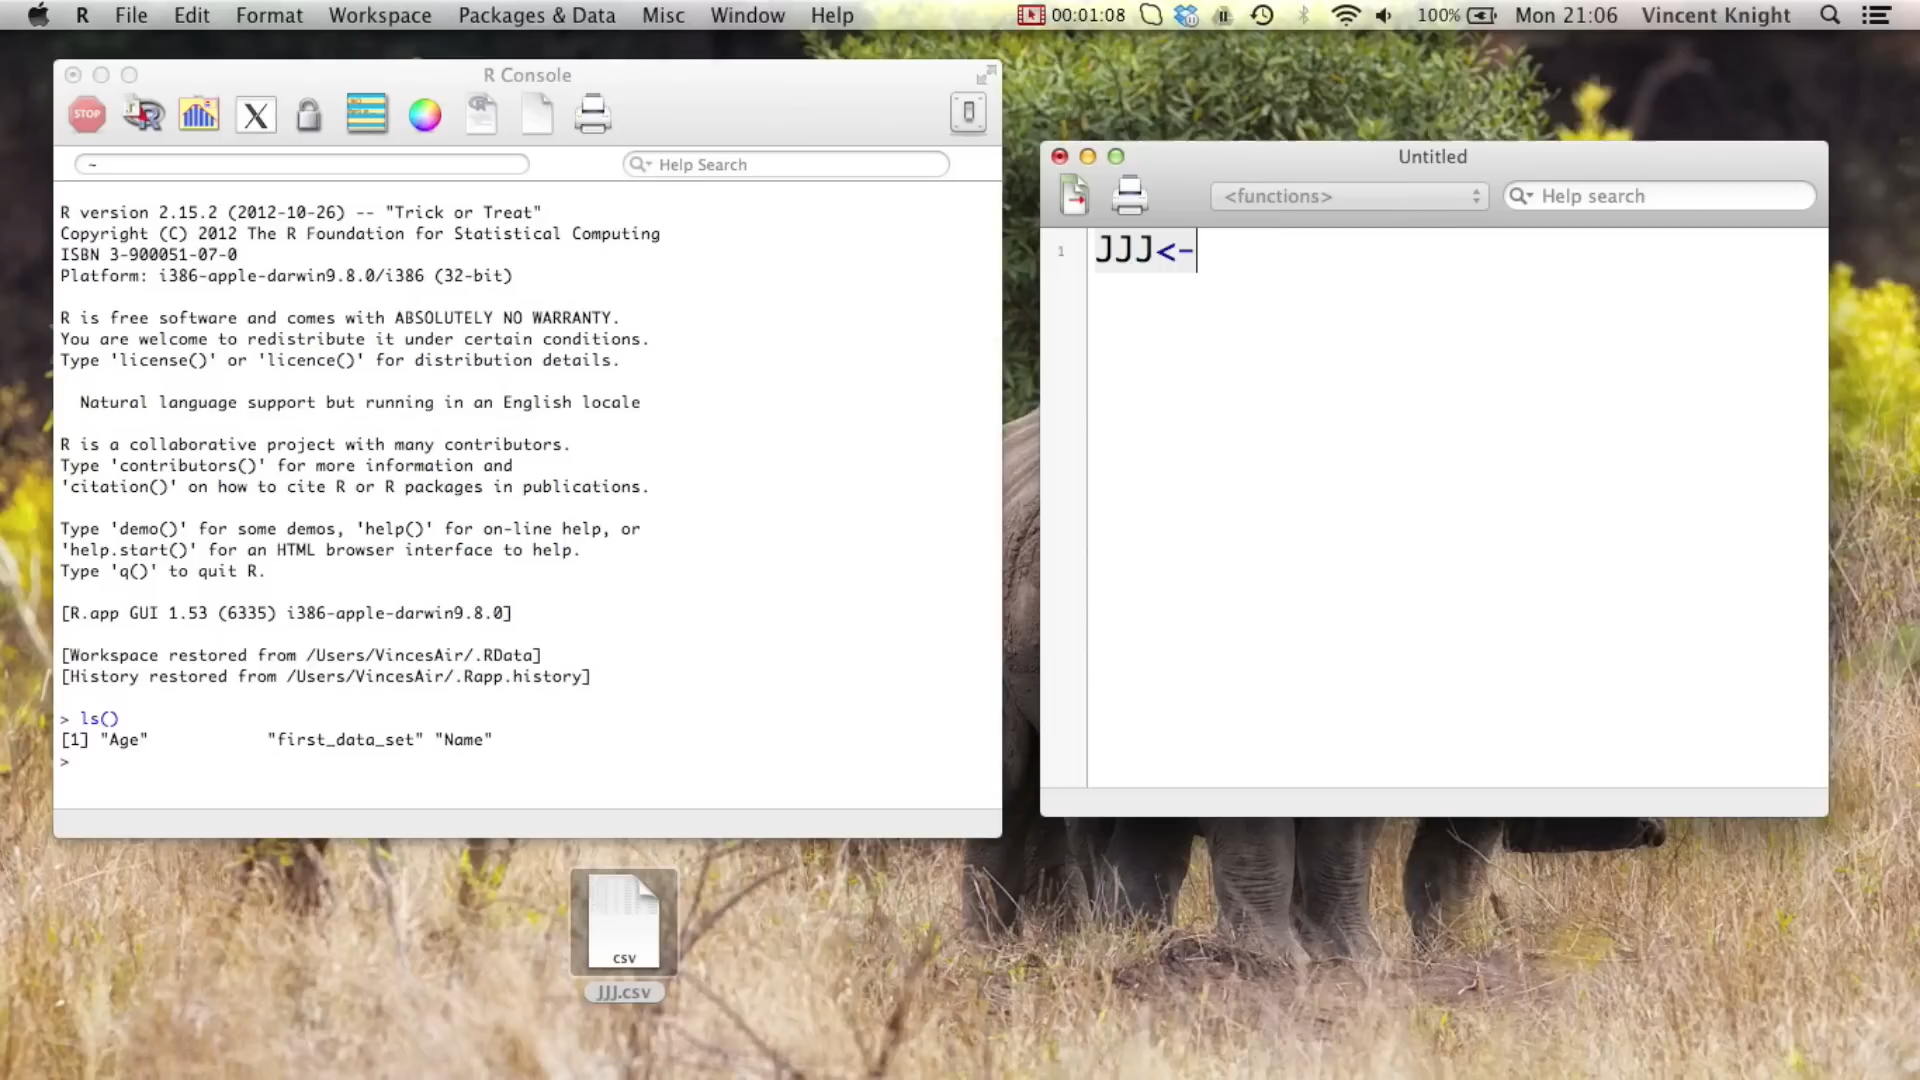 R File Edit Format Workspace Packages & Data Misc Window Help 00:01:08 100% Mon 21:06 Vincent Knight
R Console
STOP
X
~ Help Search
R version 2.15.2 (2012-10-26) -- "Trick or Treat"
Copyright (C) 2012 The R Foundation for Statistical Computing
ISBN 3-900051-07-0
Platform: i386-apple-darwin9.8.0/i386 (32-bit)
R is free software and comes with ABSOLUTELY NO WARRANTY.
You are welcome to redistribute it under certain conditions.
Type 'license()' or 'licence()' for distribution details.
Natural language support but running in an English locale
R is a collaborative project with many contributors.
Type 'contributors()' for more information and
'citation()' on how to cite R or R packages in publications.
Type 'demo()' for some demos, 'help()' for on-line help, or
'help.start()' for an HTML browser interface to help.
Type 'q()' to quit R.
[R.app GUI 1.53 (6335) i386-apple-darwin9.8.0]
[Workspace restored from /Users/VincesAir/.RData]
[History restored from /Users/VincesAir/.Rapp.history]
> ls()
[1] "Age" "first_data_set" "Name"
>
Untitled
<functions> Help search
1 JJJ<-
csv
JJJ.csv